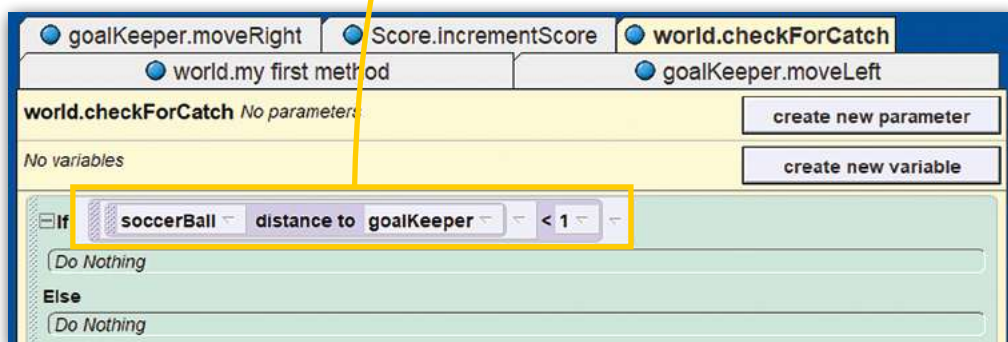 goalKeeper.moveRight Score.incrementScore world.checkForCatch
world.my first method goalKeeper.moveLeft
world.checkForCatch No parameters create new parameter
No variables create new variable
If soccerBall distance to goalKeeper < 1
Do Nothing
Else
Do Nothing